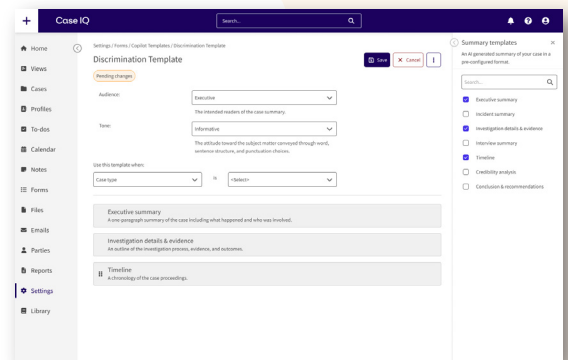 + Case IQ Search...
Home
Views
Cases
Profiles
To-dos
Calendar
Notes
Forms
Files
Emails
Parties
Reports
Settings
Library
Settings / Forms / Copilot Templates / Discrimination Template
Discrimination Template
Save × Cancel
Pending changes
Audience: Executive
The intended readers of the case summary.
Tone: Informative
The attitude toward the subject matter conveyed through word,
sentence structure, and punctuation choices.
Use this template when:
Case type is <Select>
Executive summary
A one-paragraph summary of the case including what happened and who was involved.
Investigation details & evidence
An outline of the investigation process, evidence, and outcomes.
Timeline
A chronology of the case proceedings.
Summary templates ×
An AI generated summary of your case in a
pre-configured format.
Search...
Executive summary
Incident summary
Investigation details & evidence
Interview summary
Timeline
Credibility analysis
Conclusion & recommendations